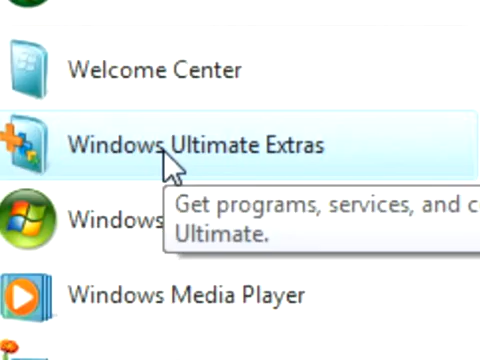 Welcome Center
Windows Ultimate Extras
Get programs, services, and
Ultimate.
Windows
Windows Media Player